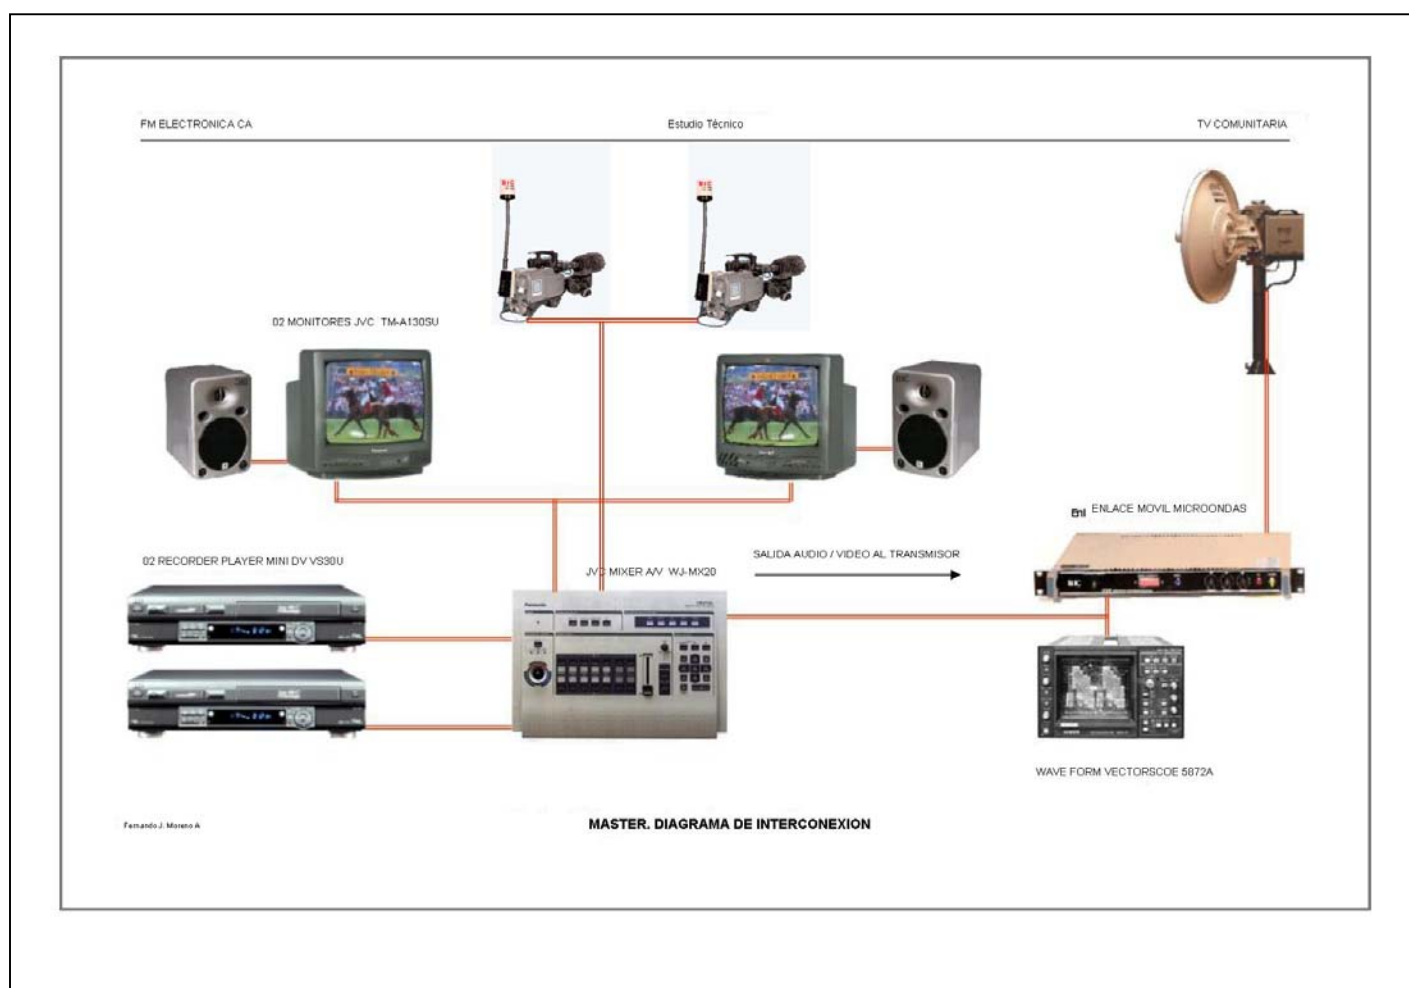 FM ELECTRONICA CA
Estudio Técnico
TV COMUNITARIA
02 MONITORES JVC TM-A130SU
Enl ENLACE MOVIL MICROONDAS
02 RECORDER PLAYER MINI DV VS30U
SALIDA AUDIO / VIDEO AL TRANSMISOR
JVC MIXER A/V WJ-MX20
Panasonic
WAVE FORM VECTORSCOE 5872A
Fernando J. Moreno A
MASTER. DIAGRAMA DE INTERCONEXION